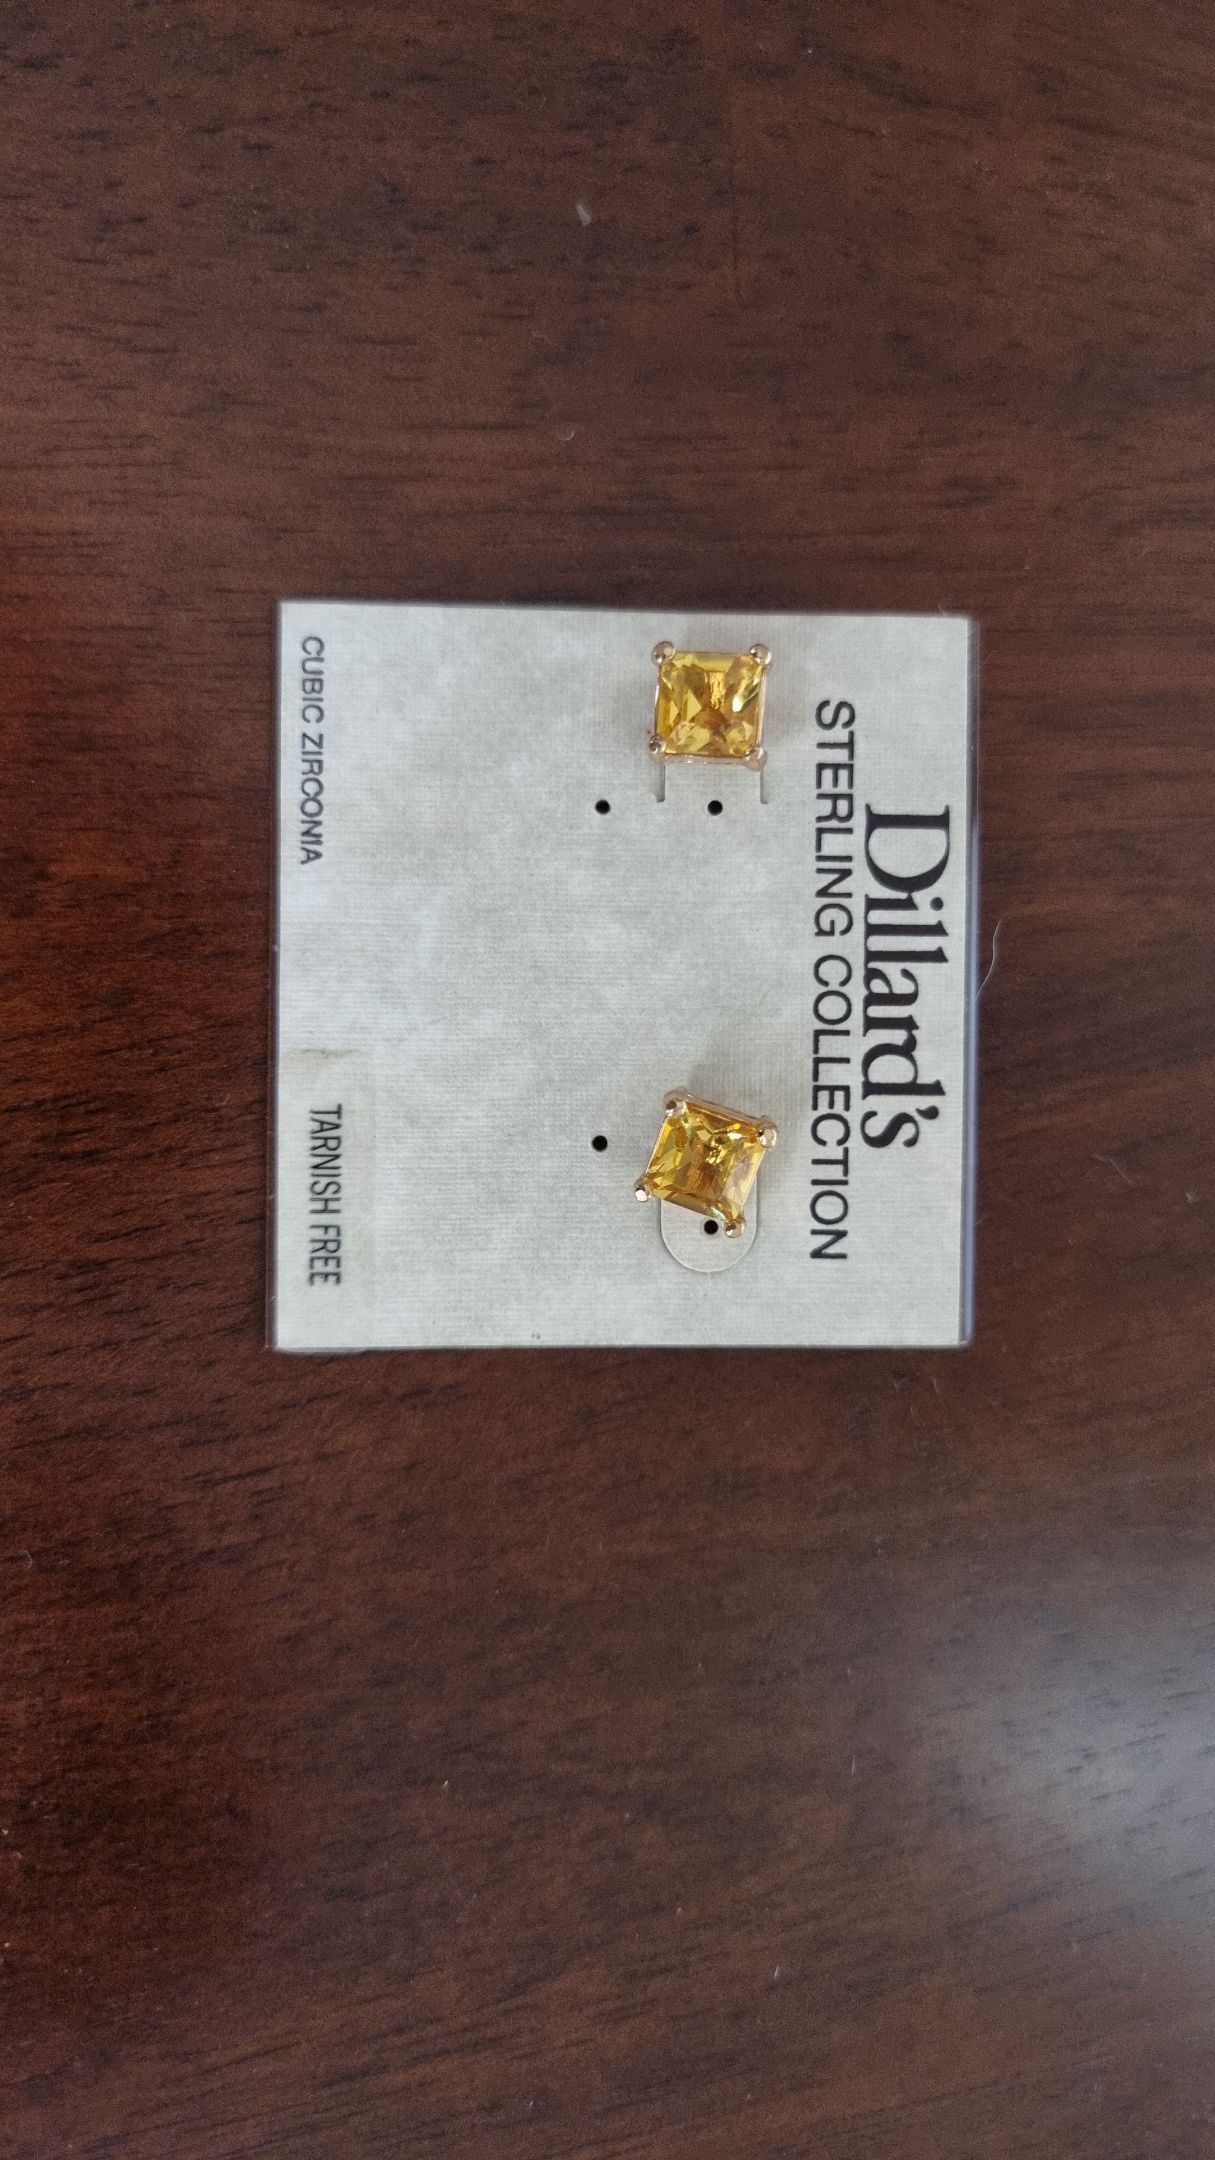 Dillard's
STERLING COLLECTION
CUBIC ZIRCONIA
TARNISH FREE